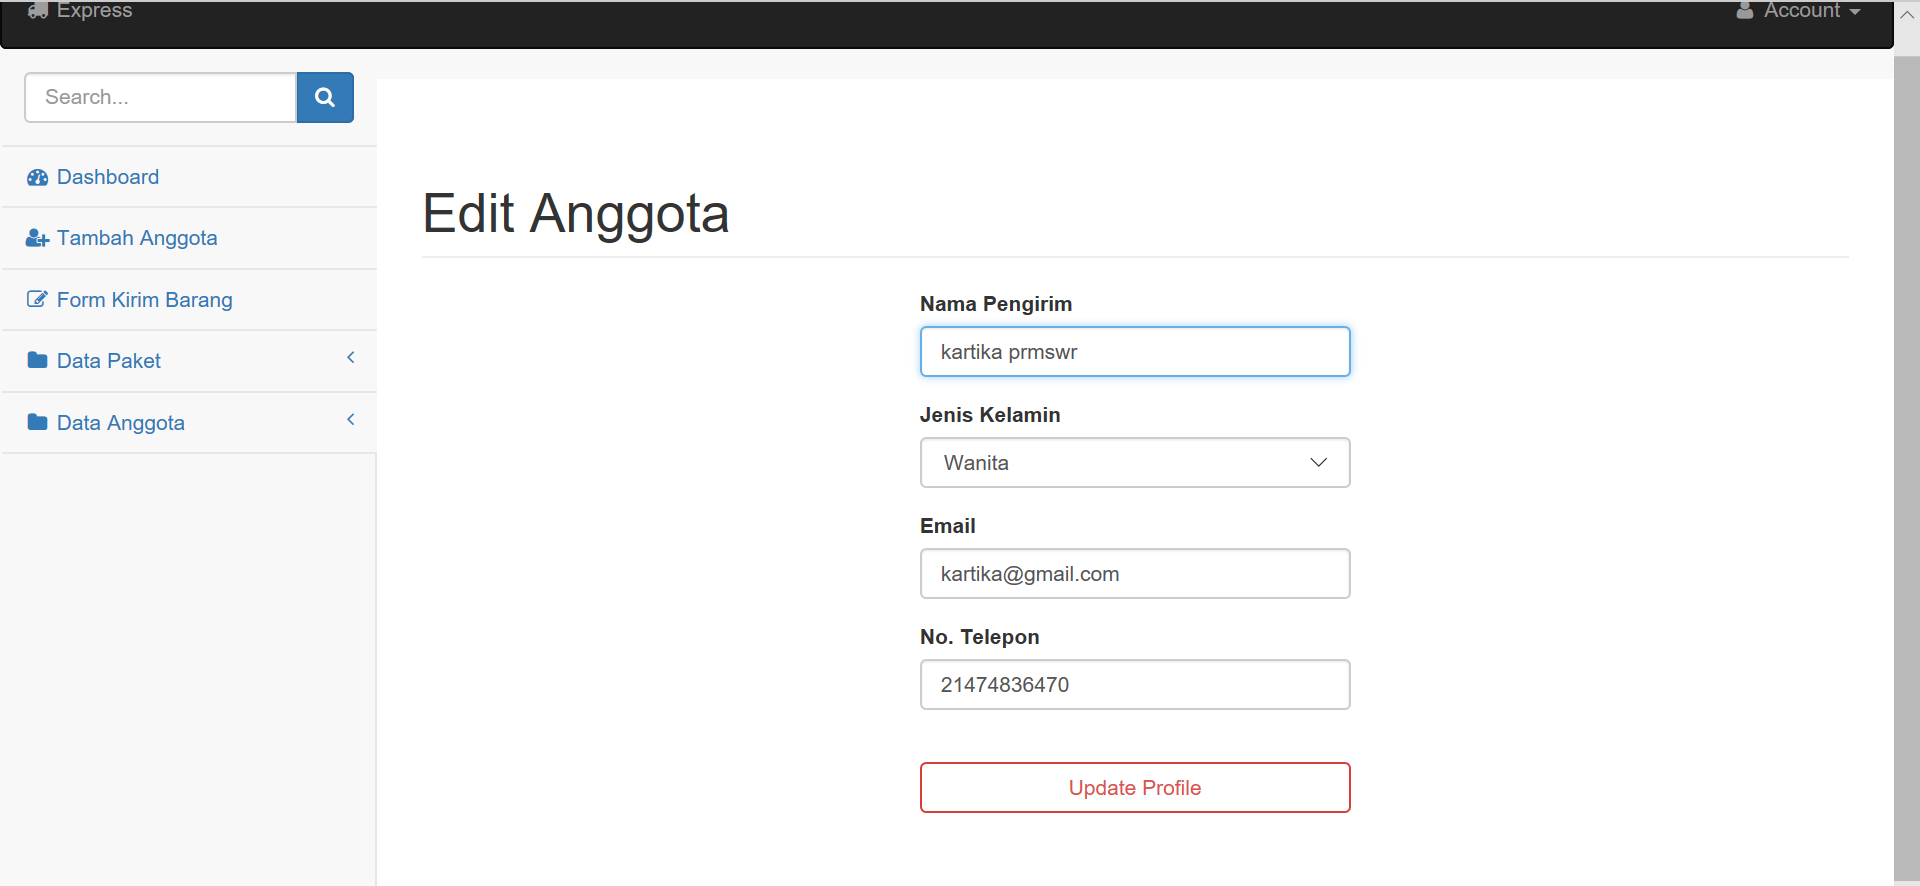 Express
Account
Search...
Dashboard
Tambah Anggota
Form Kirim Barang
Data Paket
Data Anggota
Edit Anggota
Nama Pengirim
kartika prmswr
Jenis Kelamin
Wanita
Email
kartika@gmail.com
No. Telepon
21474836470
Update Profile